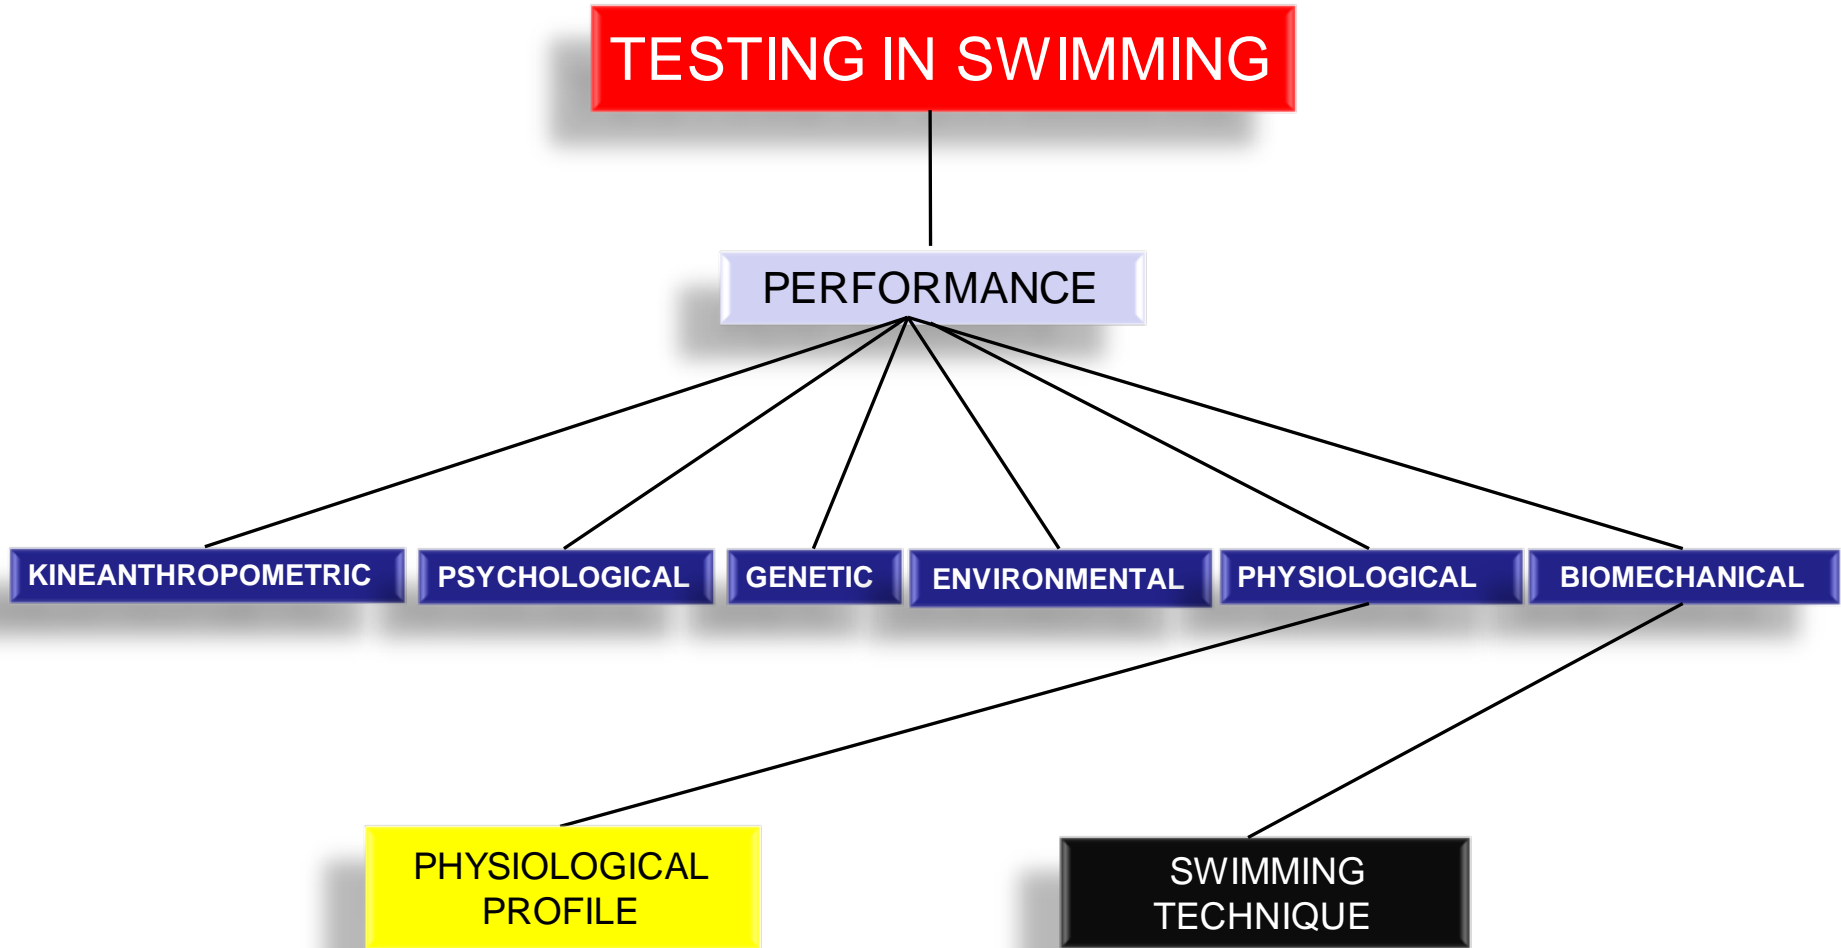 TESTING IN SWIMMING
PERFORMANCE
KINEANTHROPOMETRIC
PSYCHOLOGICAL
GENETIC
ENVIRONMENTAL
PHYSIOLOGICAL
BIOMECHANICAL
PHYSIOLOGICAL
PROFILE
SWIMMING
TECHNIQUE